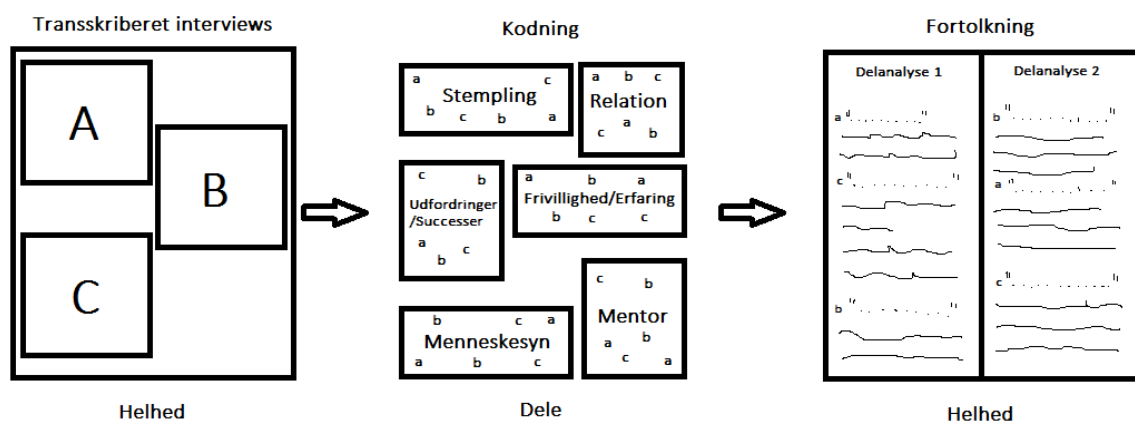 Transskriberet interviews
A
B
C
Helhed
Kodning
a c
Stempling
b c b a
a b c
Relation
c a b
c b
Udfordringer
/Successer
a b c
a b a
Frivillighed/Erfaring
b c c
b c a
Menneskesyn
a b c
c b
Mentor
a b c a
Dele
Fortolkning
Delanalyse 1
a
c
b
Delanalyse 2
b
a
c
Helhed